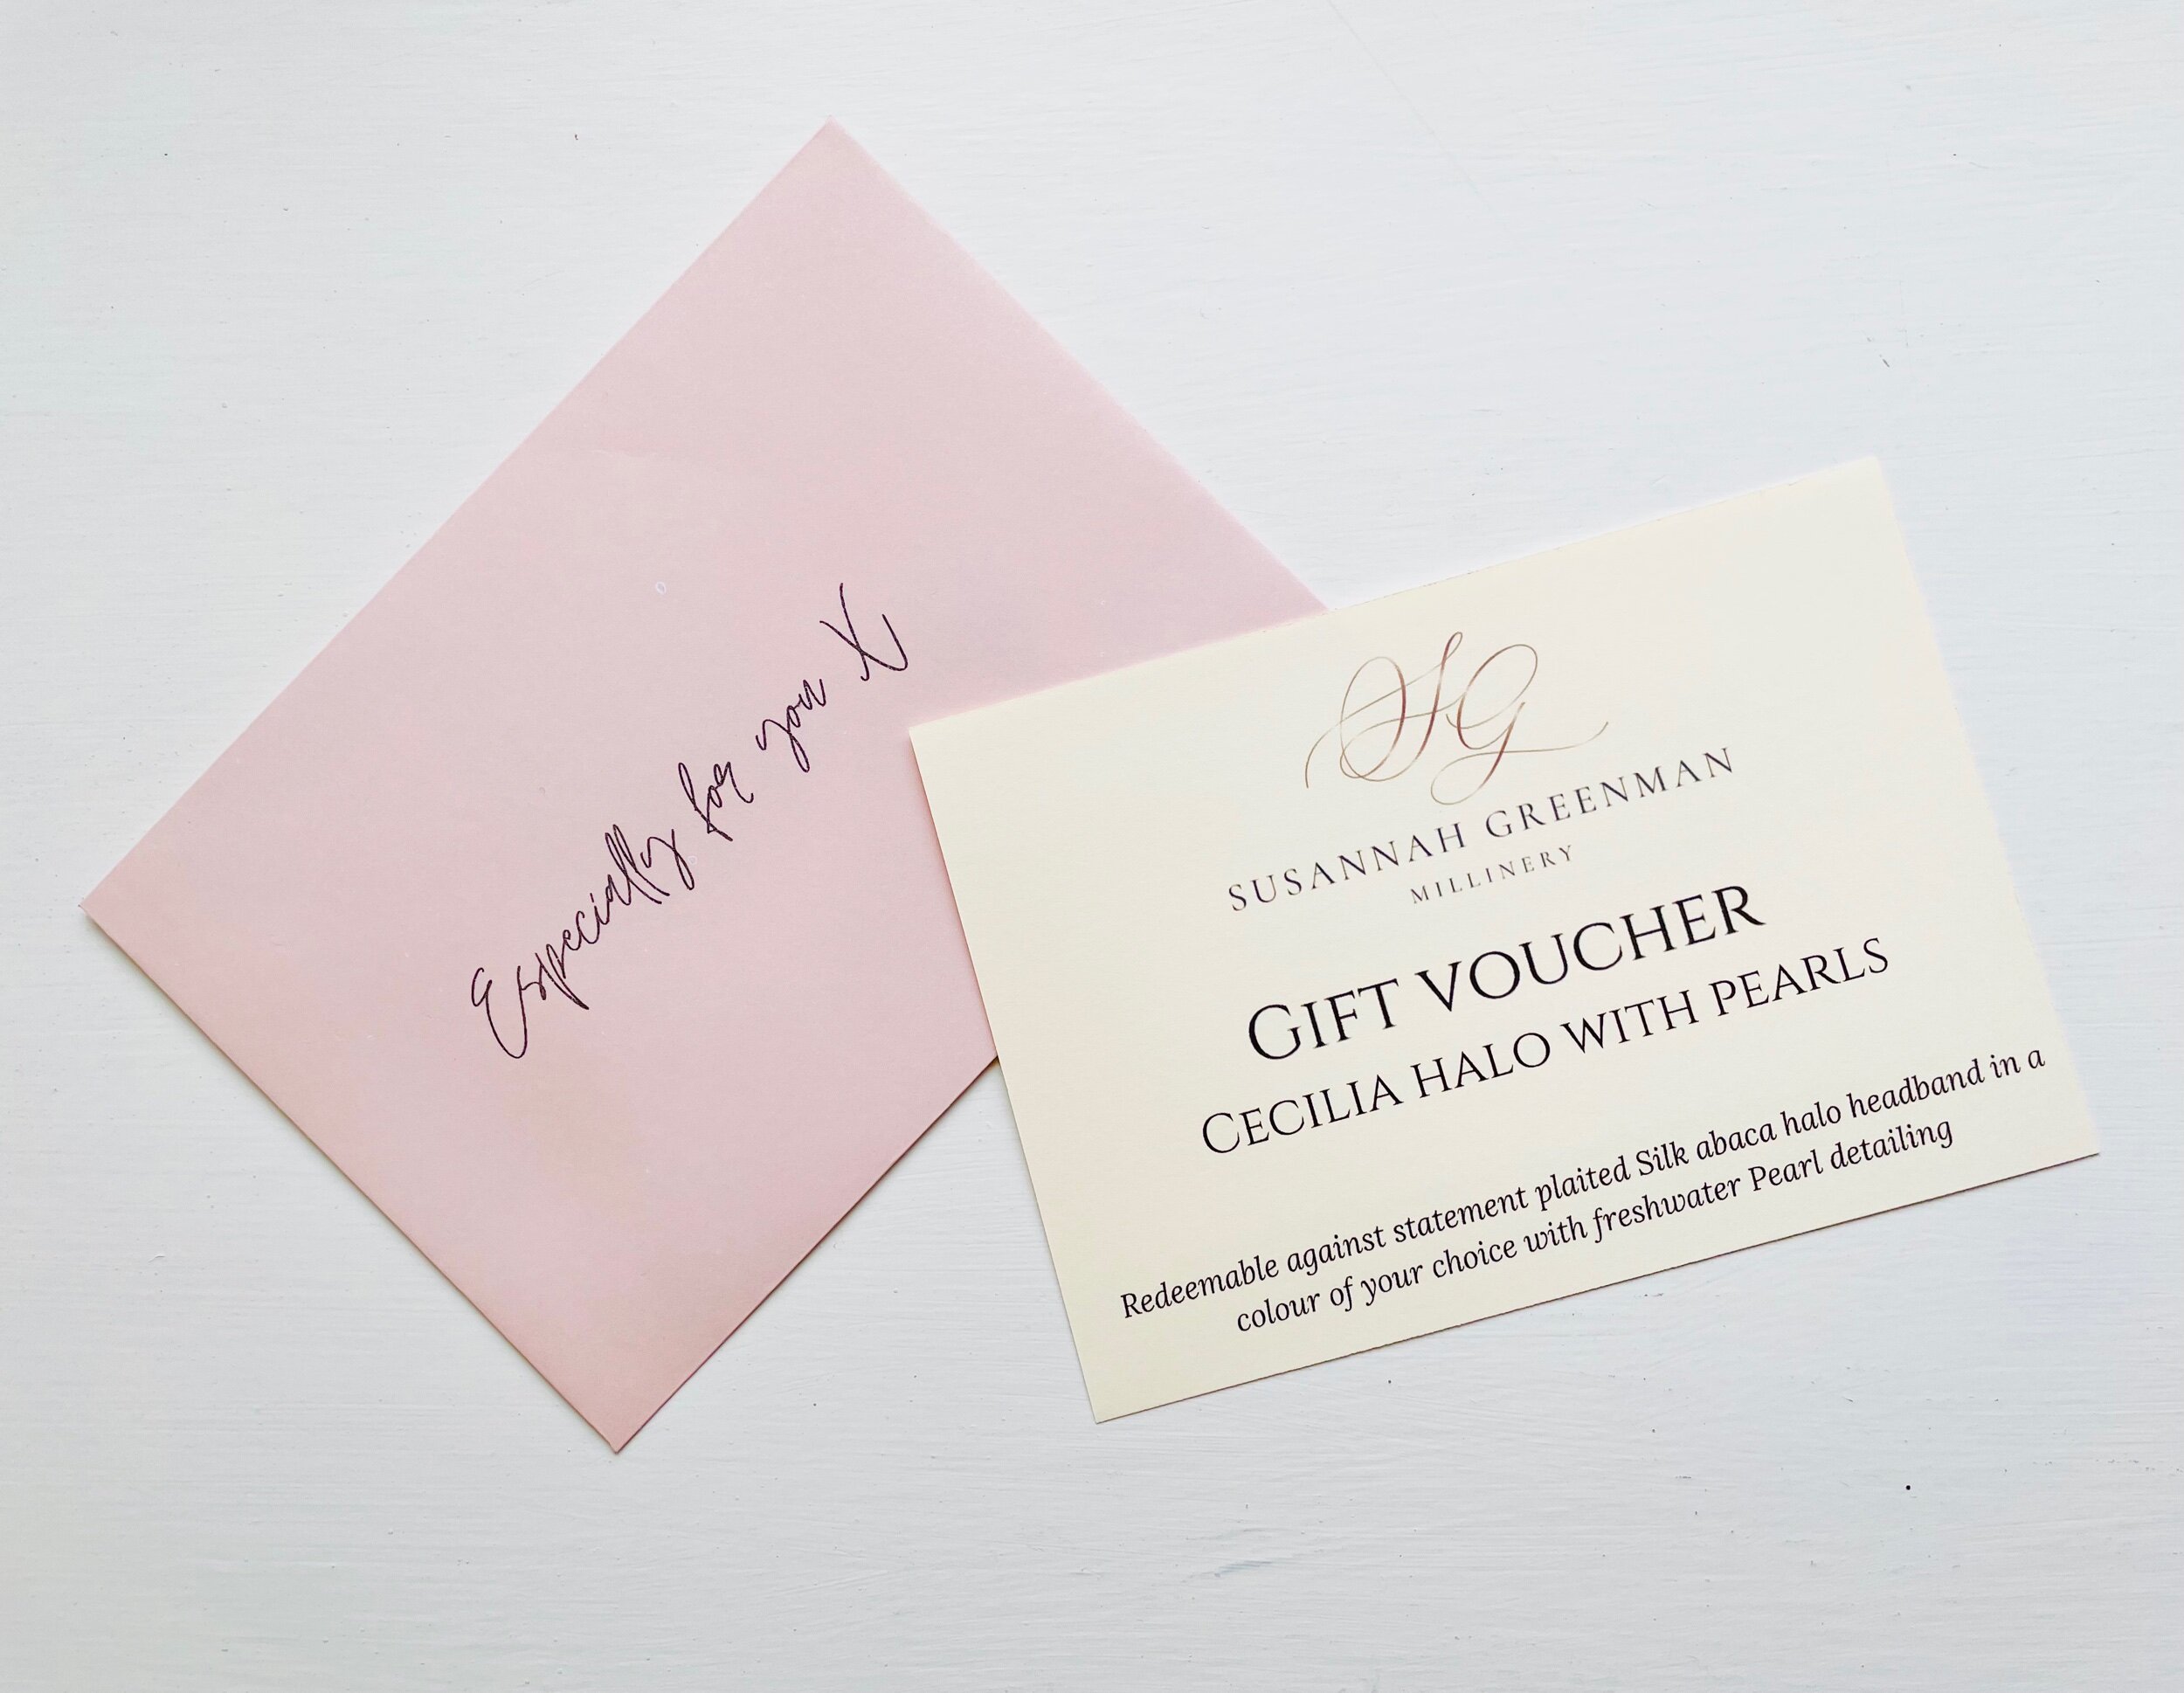 Especially for you X
SG
SUSANNAH GREENMAN
MILLINERY
GIFT VOUCHER
CECILIA HALO WITH PEARLS
Redeemable against statement plaited Silk abaca halo headband in a
colour of your choice with freshwater Pearl detailing